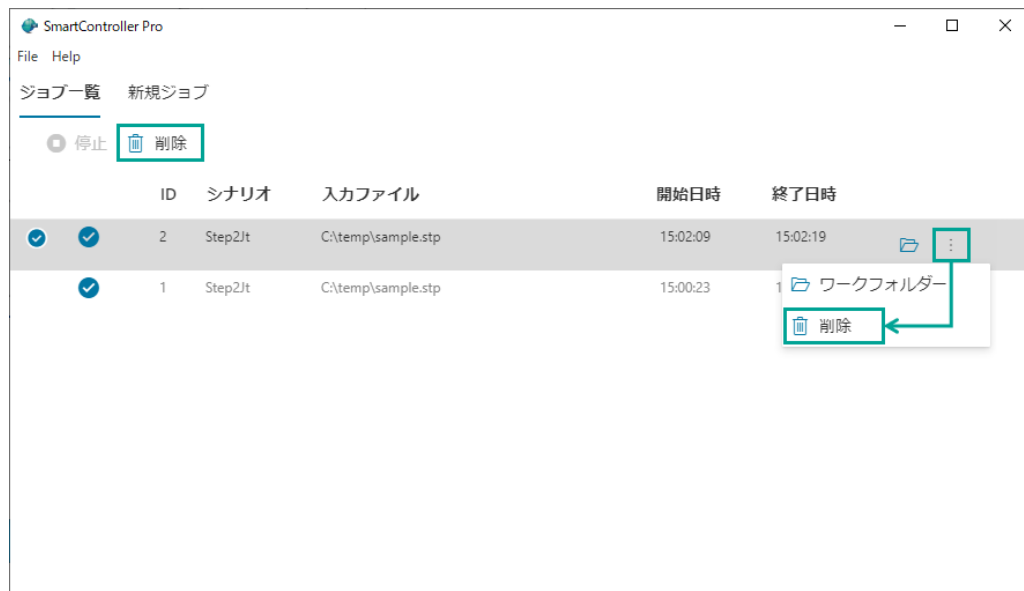 SmartController Pro
File Help
ジョブ一覧 新規ジョブ
停止 削除
ID シナリオ 入力ファイル 開始日時 終了日時
2 Step2Jt C:\temp\sample.stp 15:02:09 15:02:19
1 Step2Jt C:\temp\sample.stp 15:00:23 1
ワークフォルダー
削除